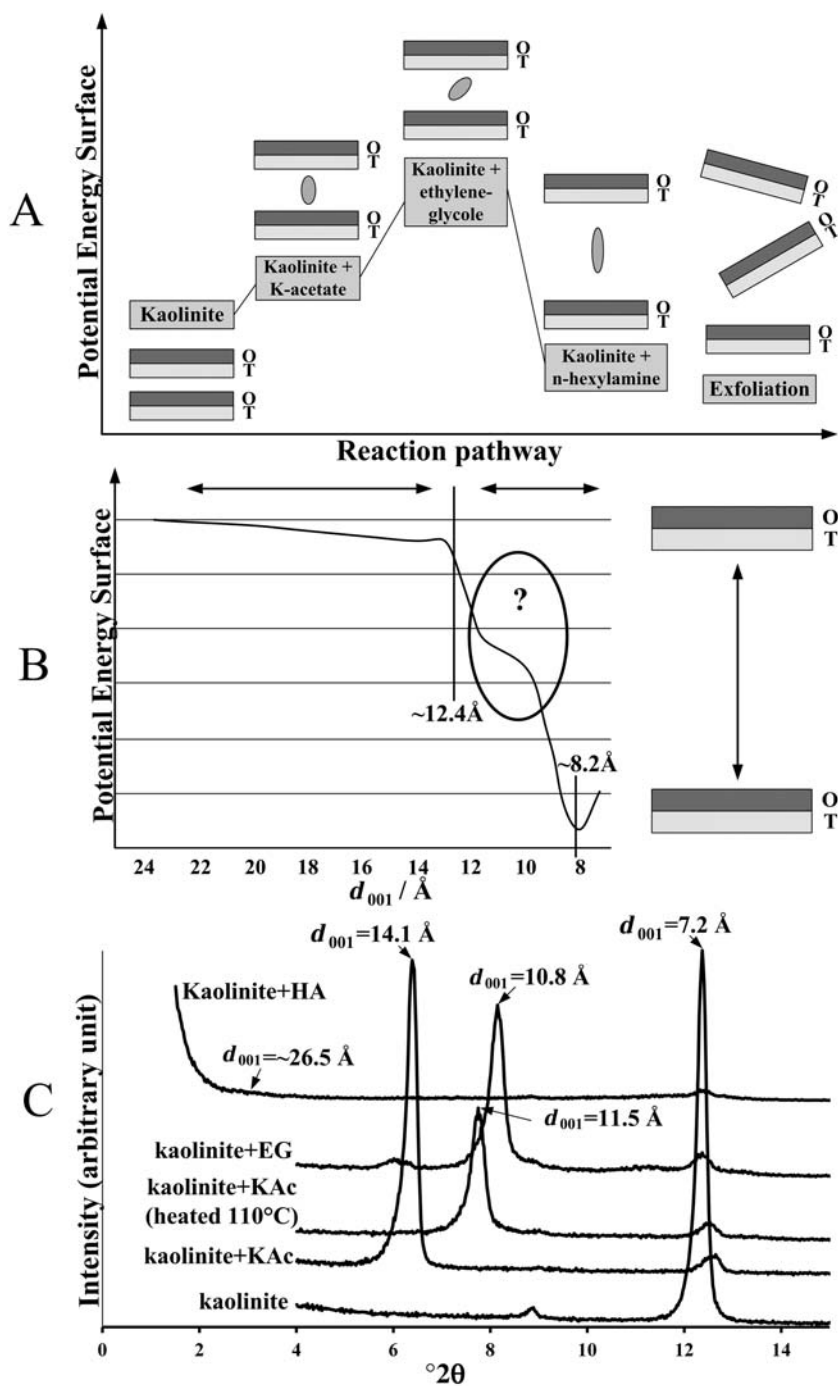 A
Potential Energy Surface
Kaolinite
O
T
O
T
Kaolinite +
K-acetate
O
T
O
T
Kaolinite +
ethylene-
glycole
O
T
O
T
Kaolinite +
n-hexylamine
O
T
O
T
Exfoliation
O
T
O
T
O
T
Reaction pathway
B
Potential Energy Surface
?
~12.4Å
~8.2Å
24 22 20 18 16 14 12 10 8
d001 / Å
O
T
O
T
C
Intensity (arbitrary unit)
d001=14.1 Å
d001=7.2 Å
d001=10.8 Å
Kaolinite+HA
d001=~26.5 Å
d001=11.5 Å
kaolinite+EG
kaolinite+KAc
(heated 110°C)
kaolinite+KAc
kaolinite
0 2 4 6 8 10 12 14
°2θ